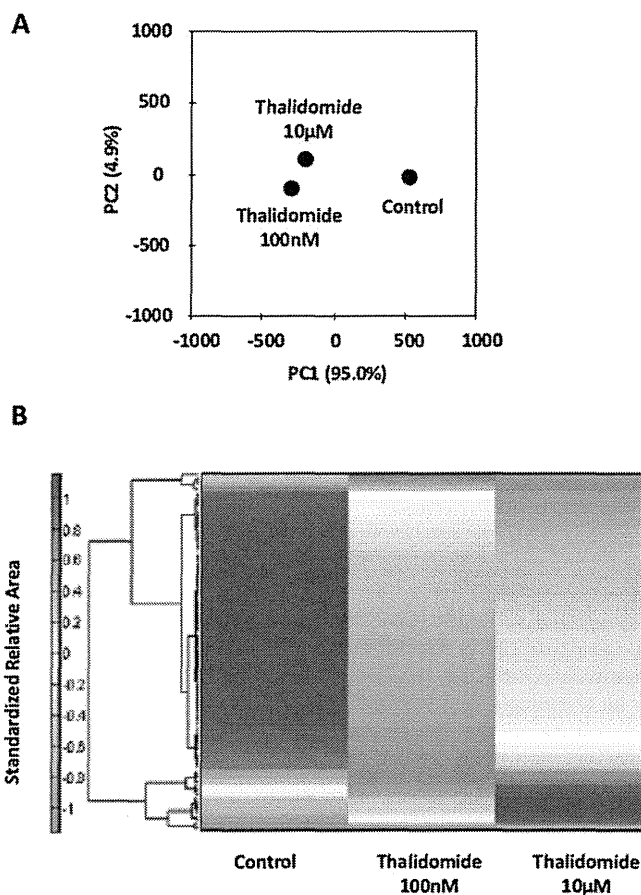 A
1000
500
0
-500
-1000
PC2 (4.9%)
Thalidomide
10µM
Thalidomide
100nM
Control
-1000 -500 0 500 1000
PC1 (95.0%)
B
Standardized Relative Area
1
0.8
0.6
0.4
0.2
0
-0.2
-0.4
-0.6
-0.8
-1
Control
Thalidomide
100nM
Thalidomide
10µM